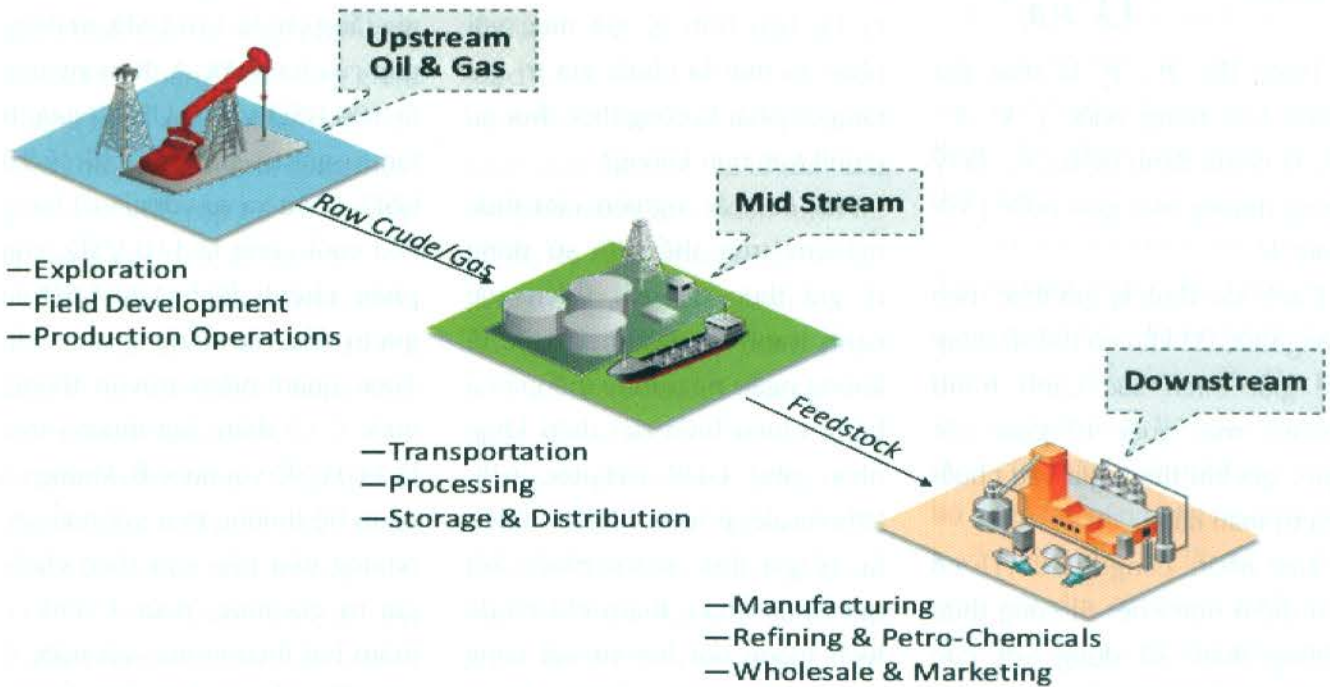 Upstream
Oil & Gas
Raw Crude/Gas
—Exploration
—Field Development
—Production Operations
Mid Stream
Feedstock
—Transportation
—Processing
—Storage & Distribution
Downstream
—Manufacturing
—Refining & Petro-Chemicals
—Wholesale & Marketing